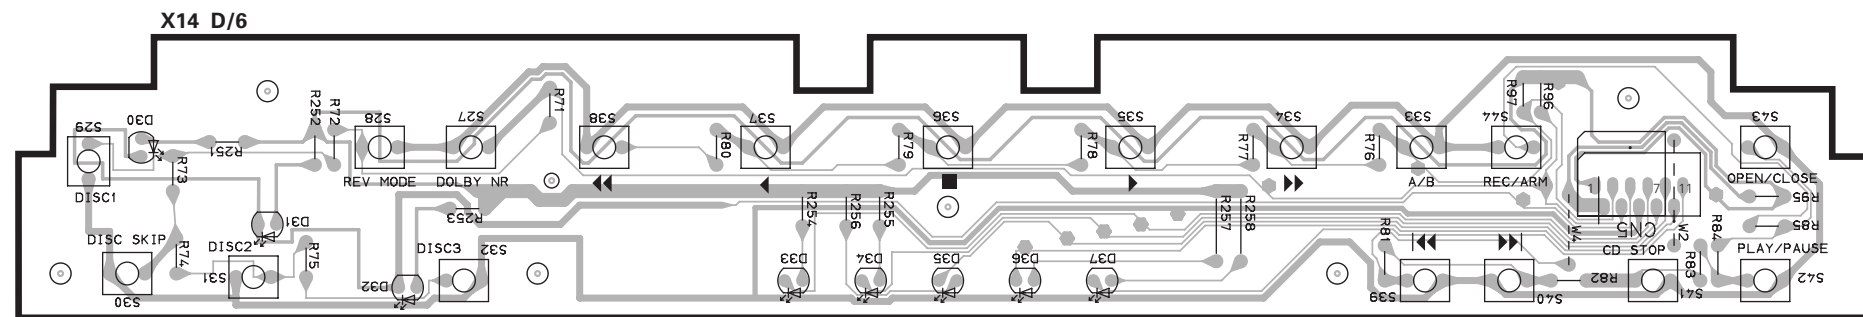 X14 D/6
D30
S29
R73
R251
R252
R72
S28
S27
R71
S38
R80
S37
R79
S36
S35
R78
R77
S34
R76
S33
S44
R97
R96
S43
DISC1
REV MODE
DOLBY NR
A/B
REC/ARM
1
7
11
OPEN/CLOSE
R95
R85
D31
R253
R254
R256
R255
R257
R258
DISC SKIP
R74
DISC2
R75
DISC3
S32
R81
W4
CN5
W2
R84
CD STOP
PLAY/PAUSE
S30
S31
D32
D33
D34
D35
D36
D37
S39
S40
R82
S41
R83
S42